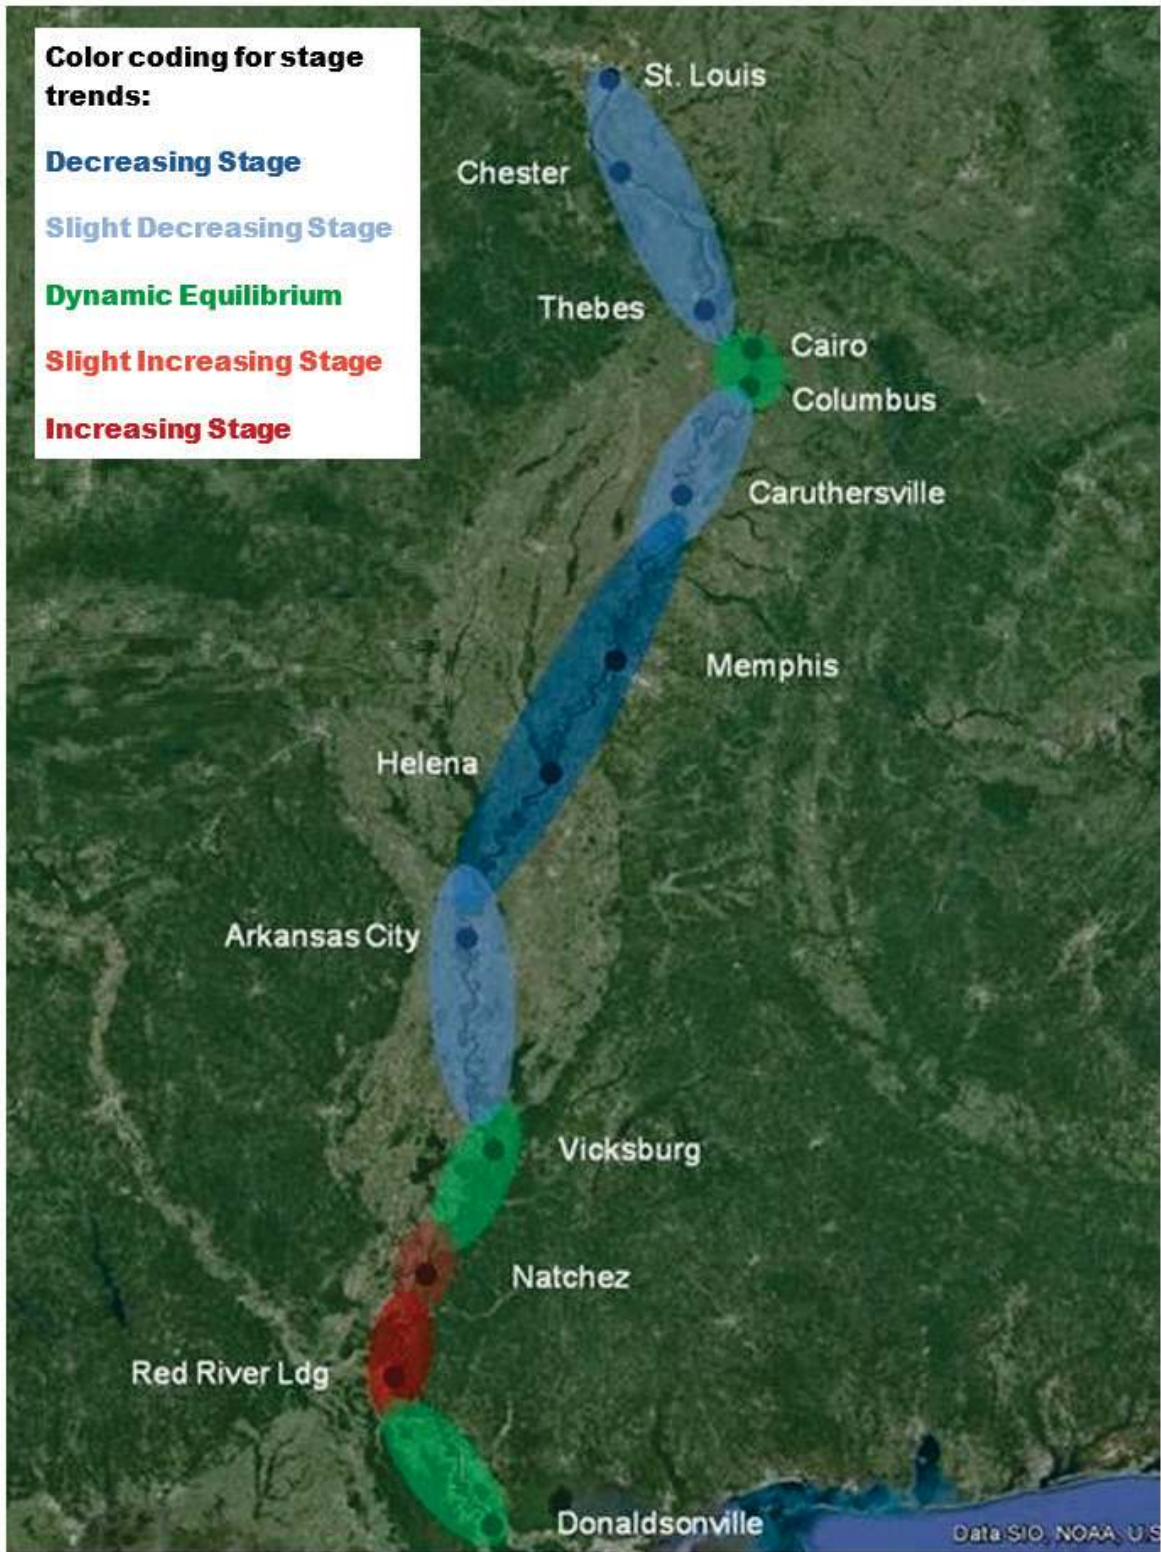 Color coding for stage
trends:
Decreasing Stage
Slight Decreasing Stage
Dynamic Equilibrium
Slight Increasing Stage
Increasing Stage
St. Louis
Chester
Thebes
Cairo
Columbus
Caruthersville
Memphis
Helena
Arkansas City
Vicksburg
Natchez
Red River Ldg
Donaldsonville
Data SIO, NOAA, U.S